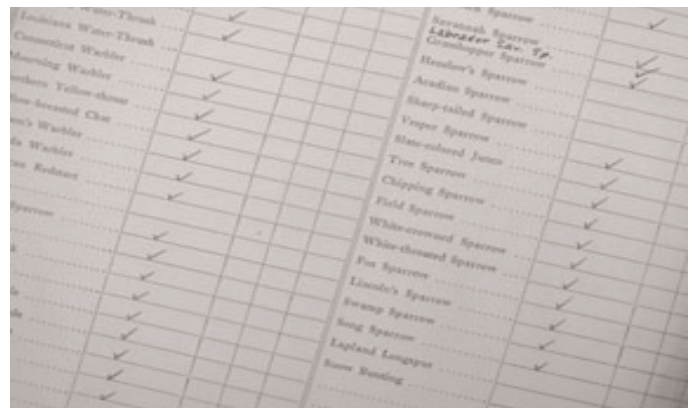 Water-Thrush
Louisiana Water-Thrush
Connecticut Warbler
Mourning Warbler
Yellow-throat
Chat
Warbler
Warbler
Redstart
Sparrow
Sparrow
Savannah Sparrow
Labrador Sav. Sp.
Grasshopper Sparrow
Henslow's Sparrow
Acadian Sparrow
Sharp-tailed Sparrow
Vesper Sparrow
Slate-colored Junco
Tree Sparrow
Chipping Sparrow
Field Sparrow
White-crowned Sparrow
White-throated Sparrow
Fox Sparrow
Lincoln's Sparrow
Swamp Sparrow
Song Sparrow
Lapland Longspur
Snow Bunting